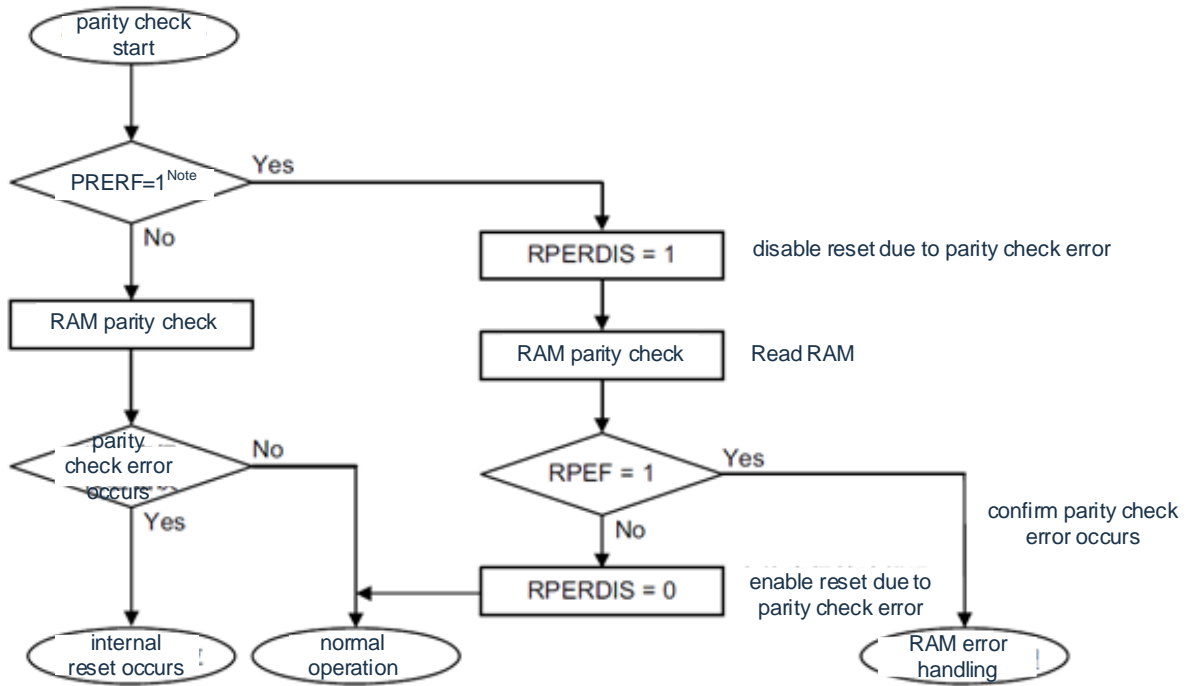 parity check
start
PRERF=1Note
Yes
No
RPERDIS = 1
disable reset due to parity check error
RAM parity check
RAM parity check
Read RAM
parity
check error
occurs
No
Yes
RPEF = 1
Yes
No
confirm parity check
error occurs
RPERDIS = 0
enable reset due to
parity check error
internal
reset occurs
normal
operation
RAM error
handling